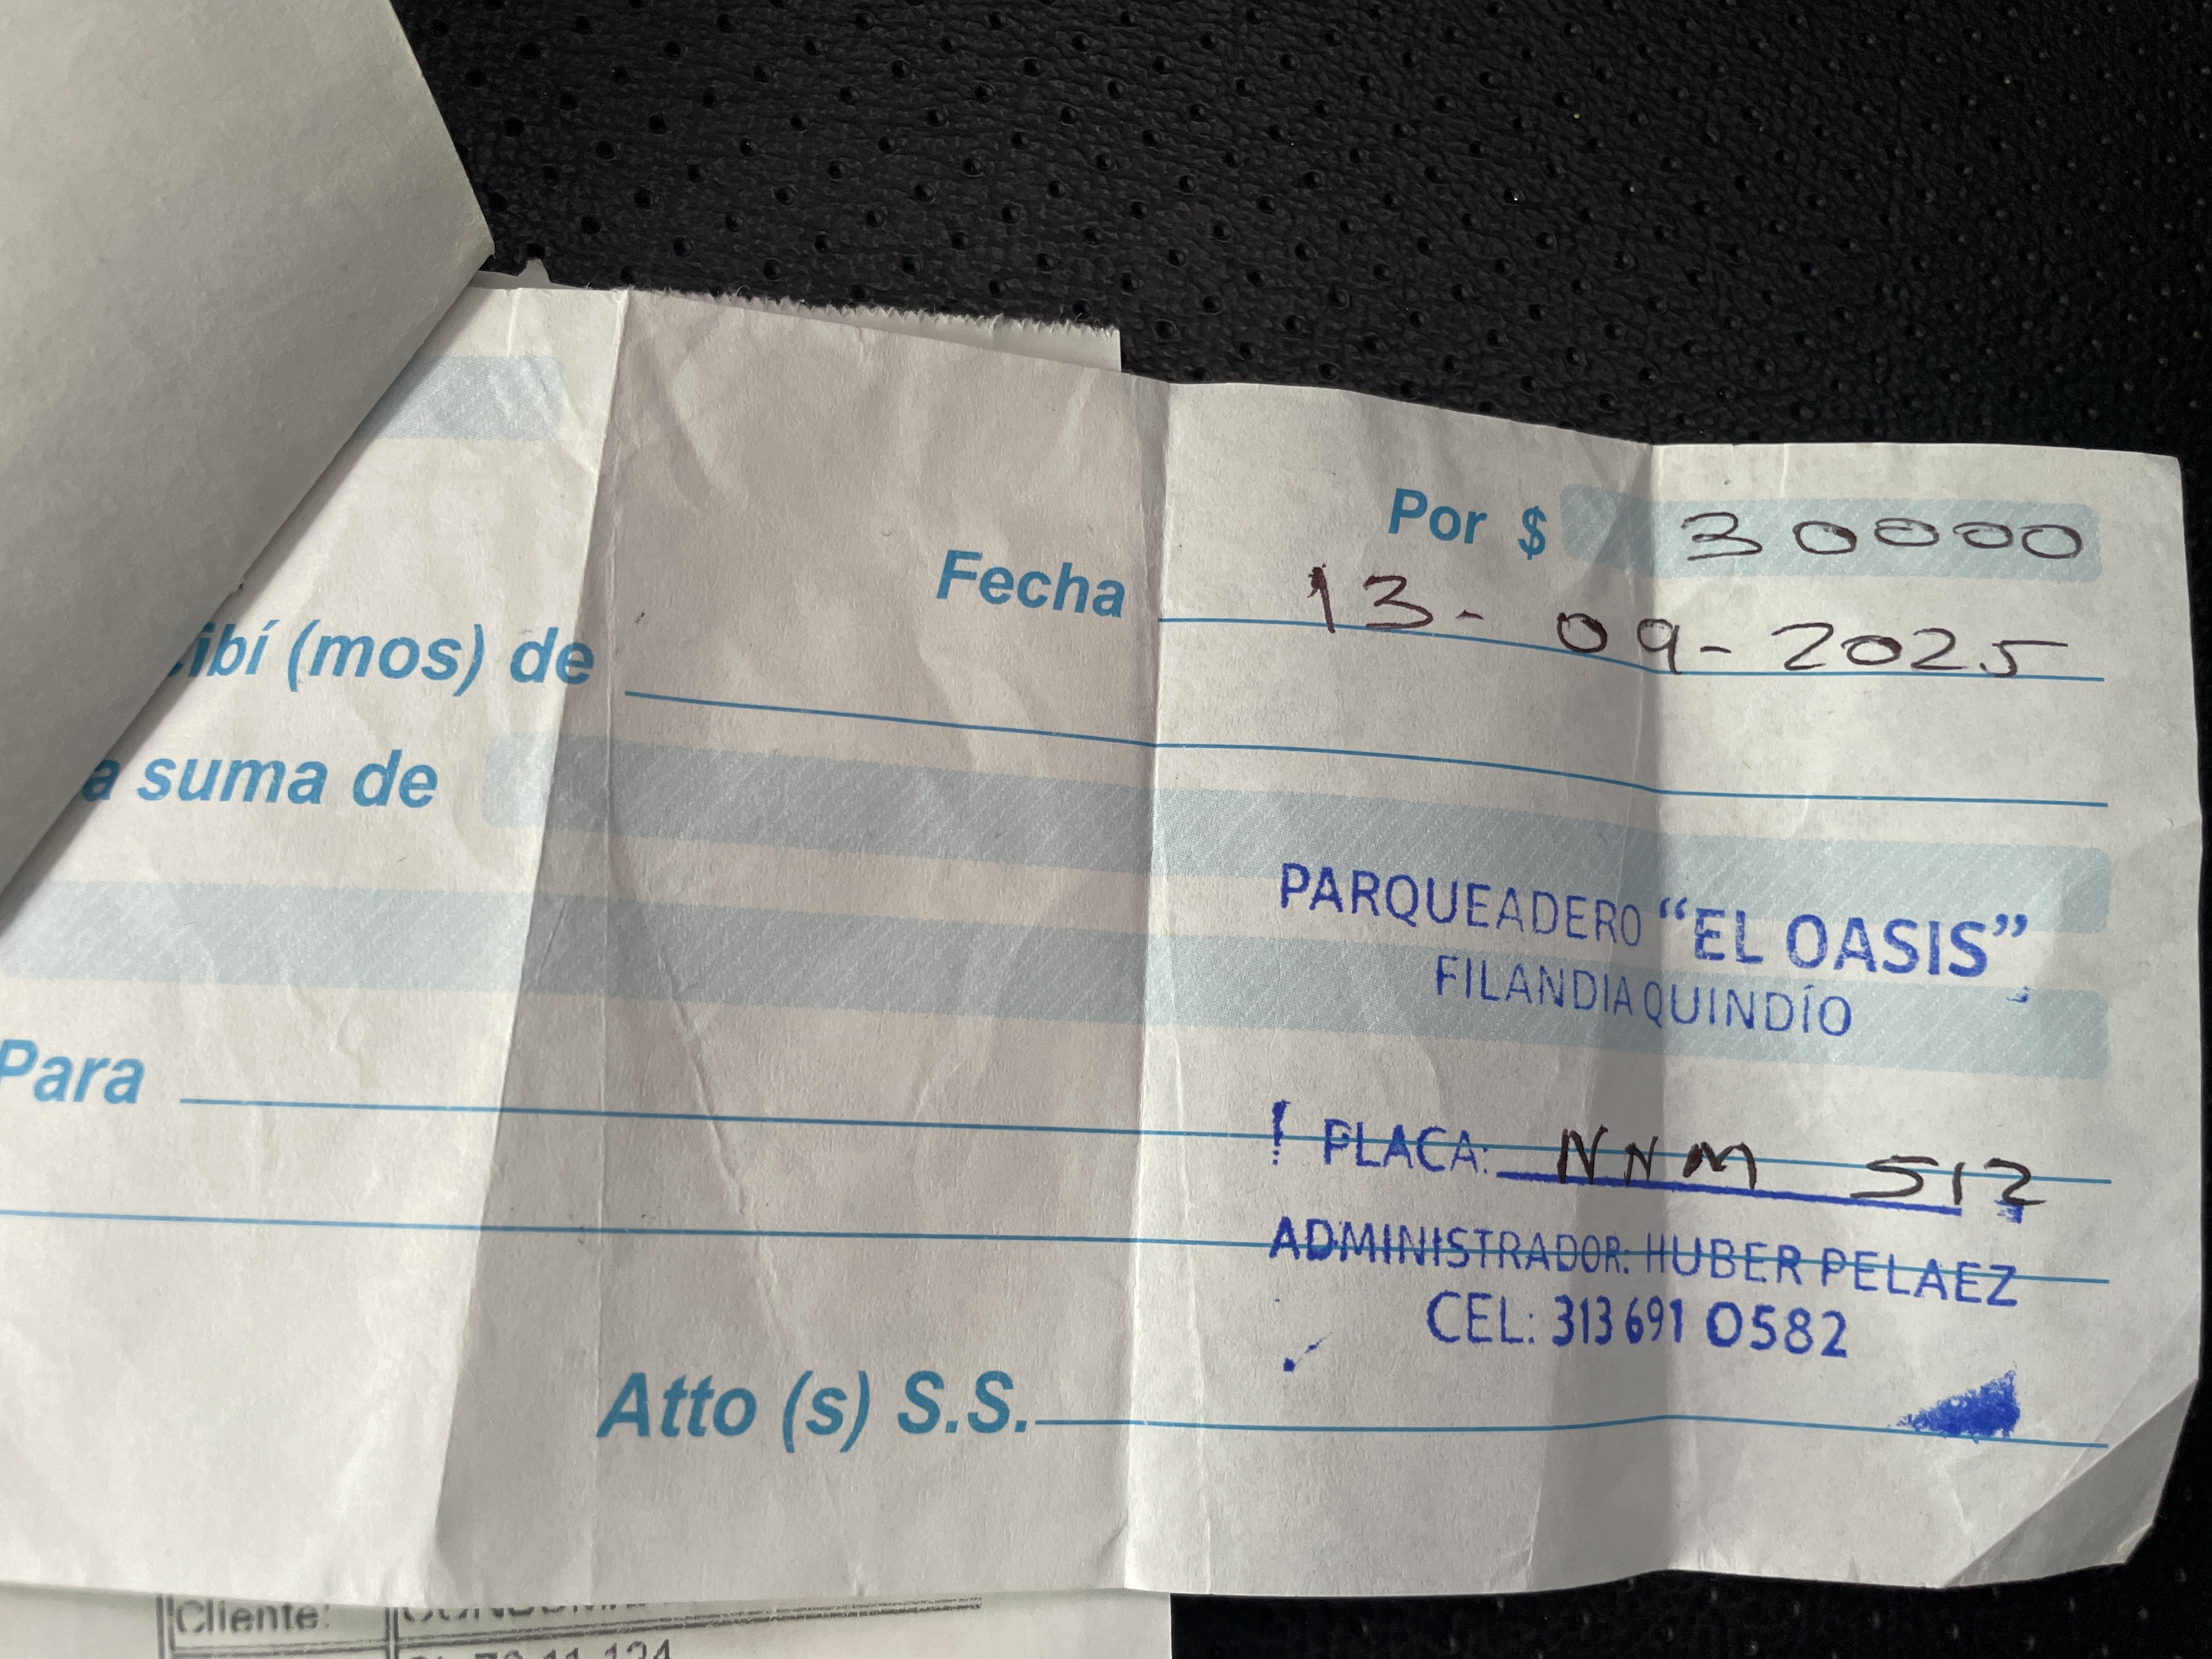 Por $ 30000
Fecha 13-09-2025
ibí (mos) de
a suma de
PARQUEADERO “EL OASIS”
FILANDIA QUINDÍO
Para
PLACA: NNM 512
ADMINISTRADOR: HUBER PELAEZ
CEL: 313 691 0582
Atto (s) S.S.
Cliente: